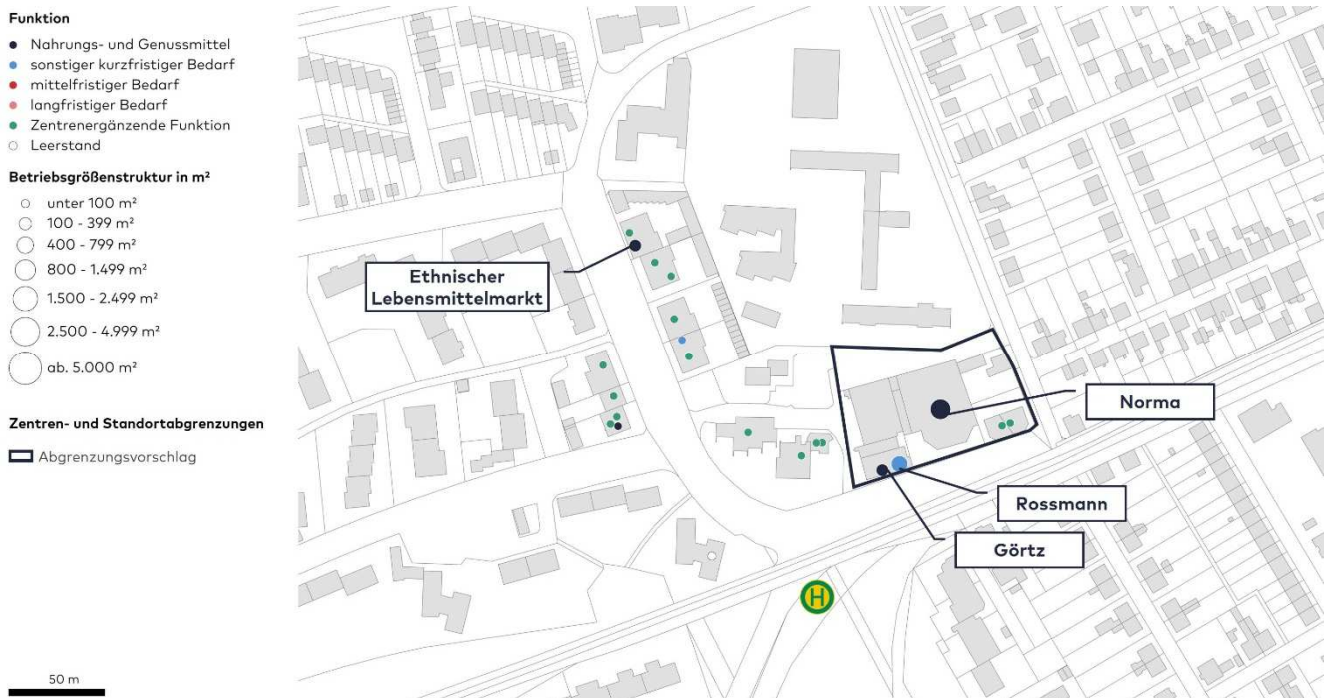 Funktion
Nahrungs- und Genussmittel
sonstiger kurzfristiger Bedarf
mittelfristiger Bedarf
langfristiger Bedarf
Zentrenergänzende Funktion
Leerstand
Betriebsgrößenstruktur in m²
unter 100 m²
100 - 399 m²
400 - 799 m²
800 - 1.499 m²
1.500 - 2.499 m²
2.500 - 4.999 m²
ab. 5.000 m²
Zentren- und Standortabgrenzungen
Abgrenzungsvorschlag
50 m
Ethnischer
Lebensmittelmarkt
Norma
Rossmann
Görtz
H